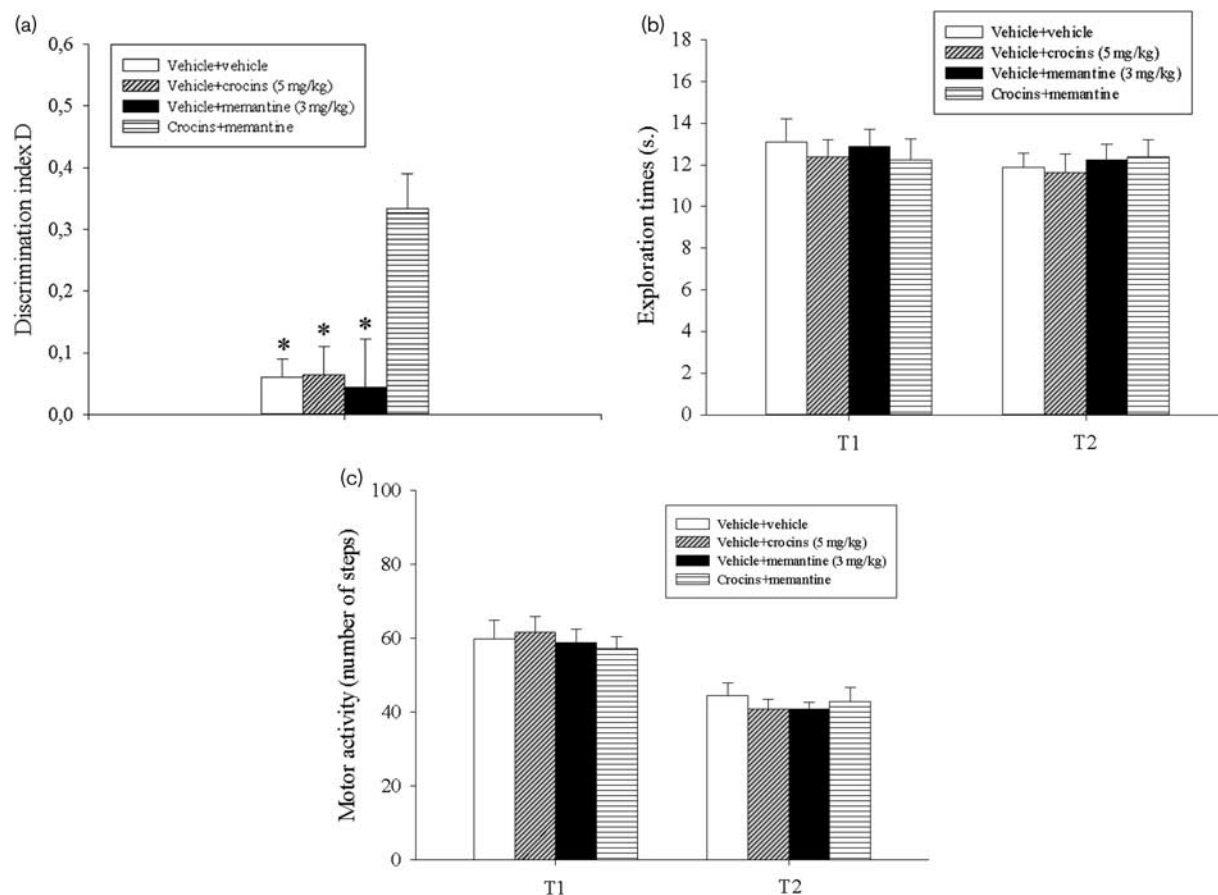 (a)
0,6
0,5
0,4
0,3
0,2
0,1
0,0
Discrimination index D
Vehicle+vehicle
Vehicle+crocins (5 mg/kg)
Vehicle+memantine (3 mg/kg)
Crocins+memantine
*
*
*
(b)
18
16
14
12
10
8
6
4
2
0
Exploration times (s.)
Vehicle+vehicle
Vehicle+crocins (5 mg/kg)
Vehicle+memantine (3 mg/kg)
Crocins+memantine
T1
T2
(c)
100
80
60
40
20
0
Motor activity (number of steps)
Vehicle+vehicle
Vehicle+crocins (5 mg/kg)
Vehicle+memantine (3 mg/kg)
Crocins+memantine
T1
T2